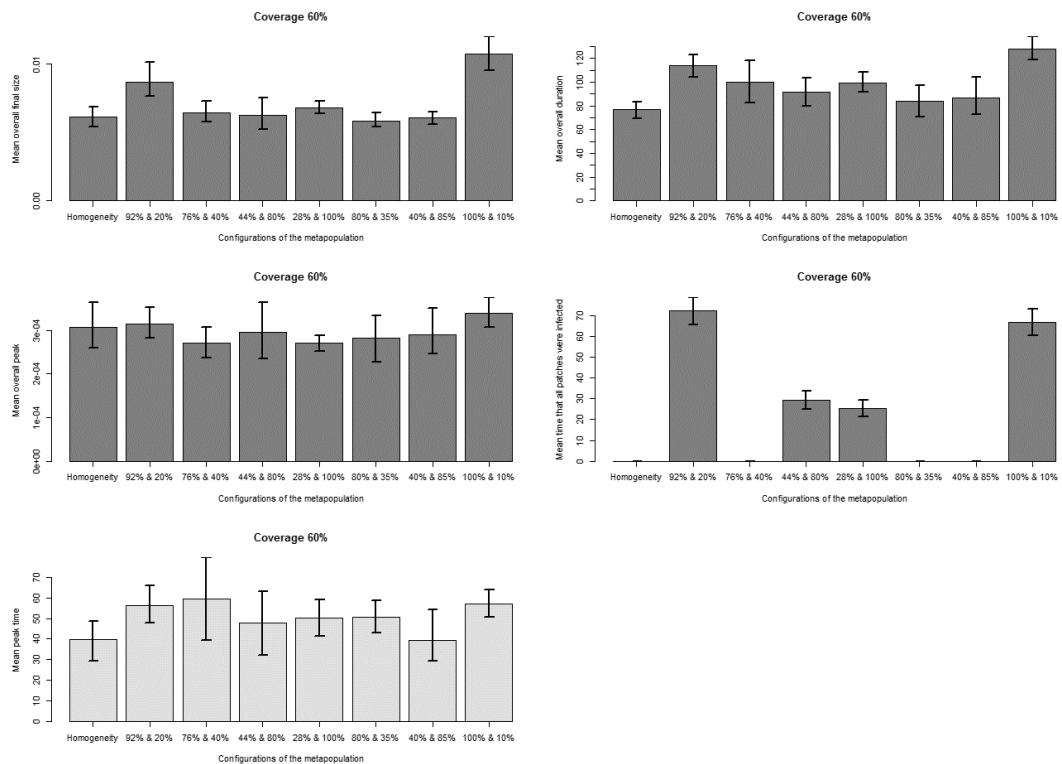 Coverage 60%
Mean overall final size
0.01
0.00
Homogeneity 92% & 20% 76% & 40% 44% & 80% 28% & 100% 80% & 35% 40% & 85% 100% & 10%
Configurations of the metapopulation
Coverage 60%
Mean overall duration
120
100
80
60
40
20
0
Homogeneity 92% & 20% 76% & 40% 44% & 80% 28% & 100% 80% & 35% 40% & 85% 100% & 10%
Configurations of the metapopulation
Coverage 60%
Mean overall peak
3e-04
2e-04
1e-04
0e+00
Homogeneity 92% & 20% 76% & 40% 44% & 80% 28% & 100% 80% & 35% 40% & 85% 100% & 10%
Configurations of the metapopulation
Coverage 60%
Mean time that all patches were infected
70
60
50
40
30
20
10
0
Homogeneity 92% & 20% 76% & 40% 44% & 80% 28% & 100% 80% & 35% 40% & 85% 100% & 10%
Configurations of the metapopulation
Coverage 60%
Mean peak time
70
60
50
40
30
20
10
0
Homogeneity 92% & 20% 76% & 40% 44% & 80% 28% & 100% 80% & 35% 40% & 85% 100% & 10%
Configurations of the metapopulation